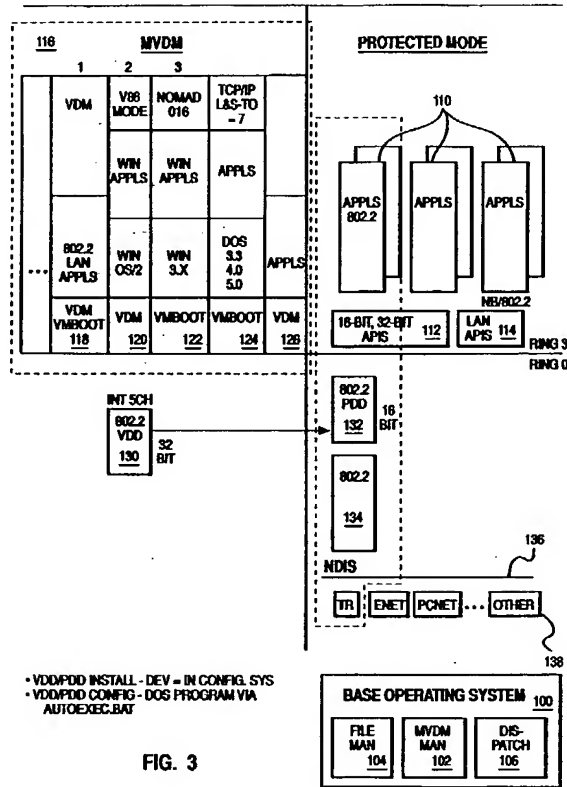 116
MVDM
1
2
3
VDM
V86
MODE
NOMAD
016
TCP/IP
L&S-TO
= 7
WIN
APPLS
WIN
APPLS
APPLS
...
802.2
LAN
APPLS
WIN
OS/2
WIN
3.X
DOS
3.3
4.0
5.0
APPLS
VDM
VMBOOT
118
VDM
120
VMBOOT
122
VMBOOT
124
VDM
126
PROTECTED MODE
110
APPLS
802.2
APPLS
APPLS
NB/802.2
16-BIT, 32-BIT
APIS 112
LAN
APIS 114
RING 3
RING 0
INT 5CH
802.2
VDD
130
32
BIT
802.2
PDD
132
16
BIT
802.2
134
NDIS
136
TR
ENET
PCNET
...
OTHER
138
• VDD/PDD INSTALL - DEV = IN CONFIG. SYS
• VDD/PDD CONFIG - DOS PROGRAM VIA
AUTOEXEC.BAT
FIG. 3
BASE OPERATING SYSTEM 100
FILE
MAN
104
MVDM
MAN
102
DIS-
PATCH
106